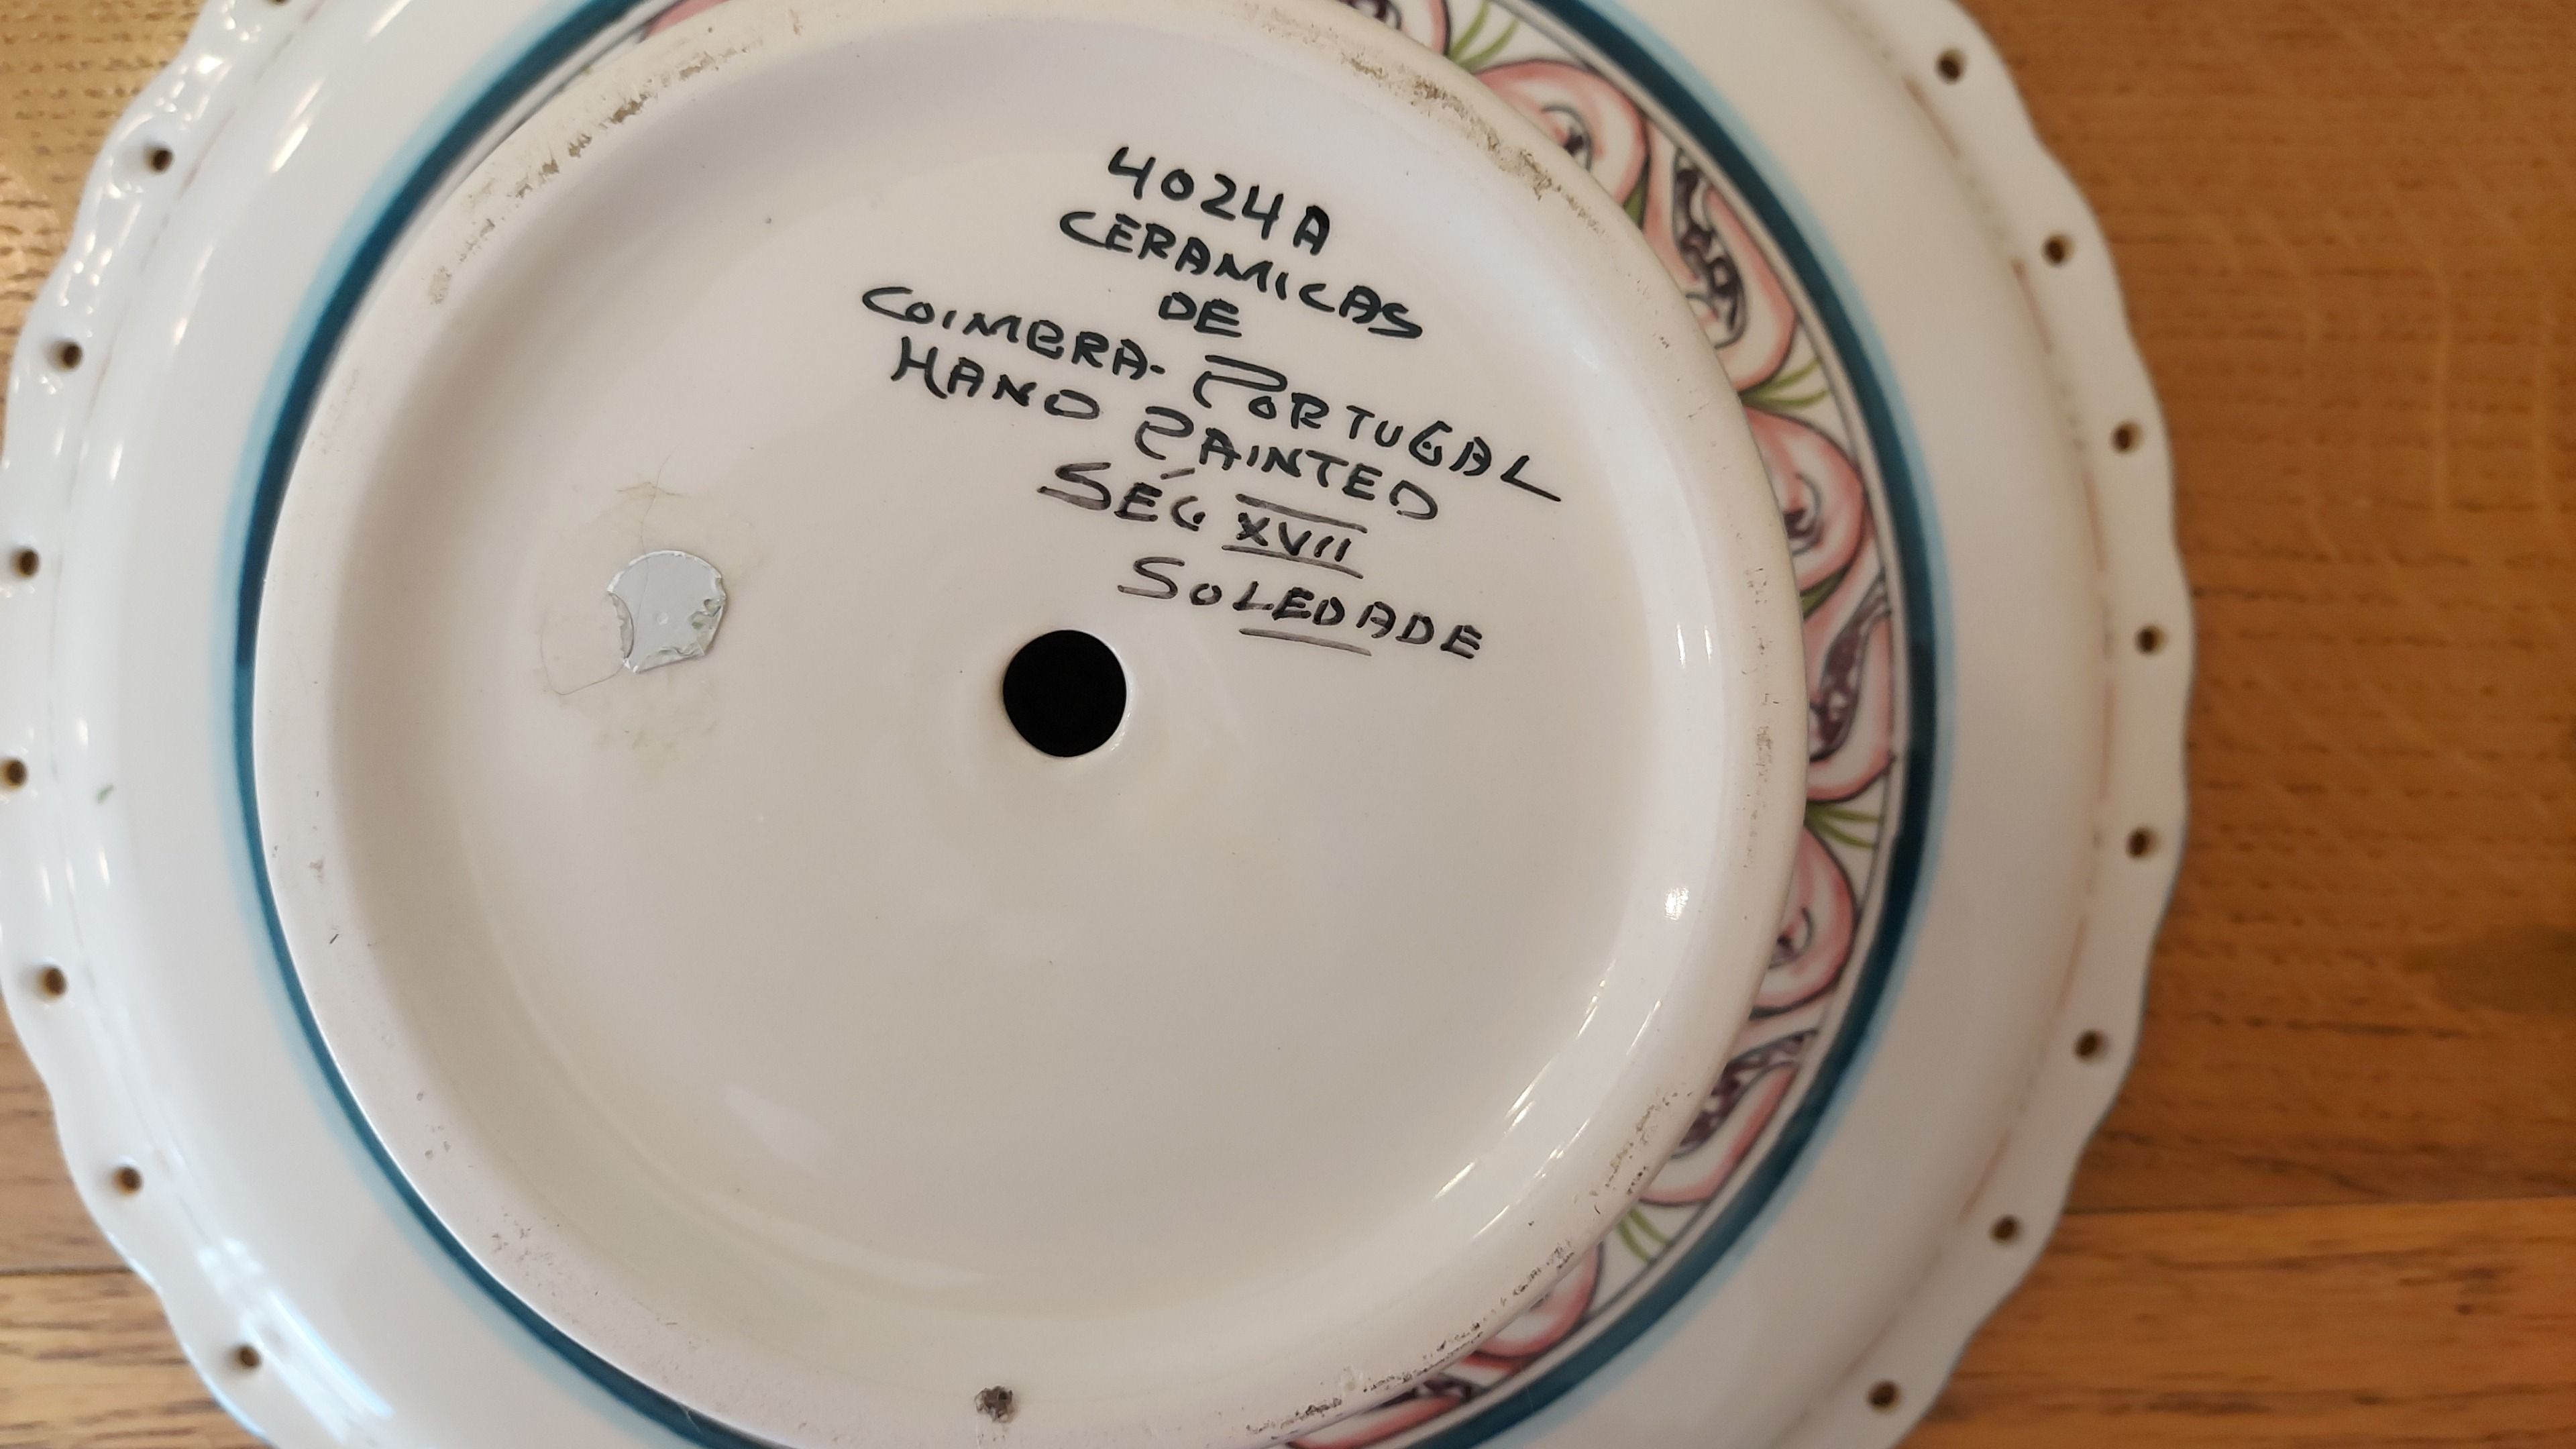 4024A
CERAMICAS
DE
COIMBRA-PORTUGAL
HAND PAINTED
SÉC XVII
SOLEDADE